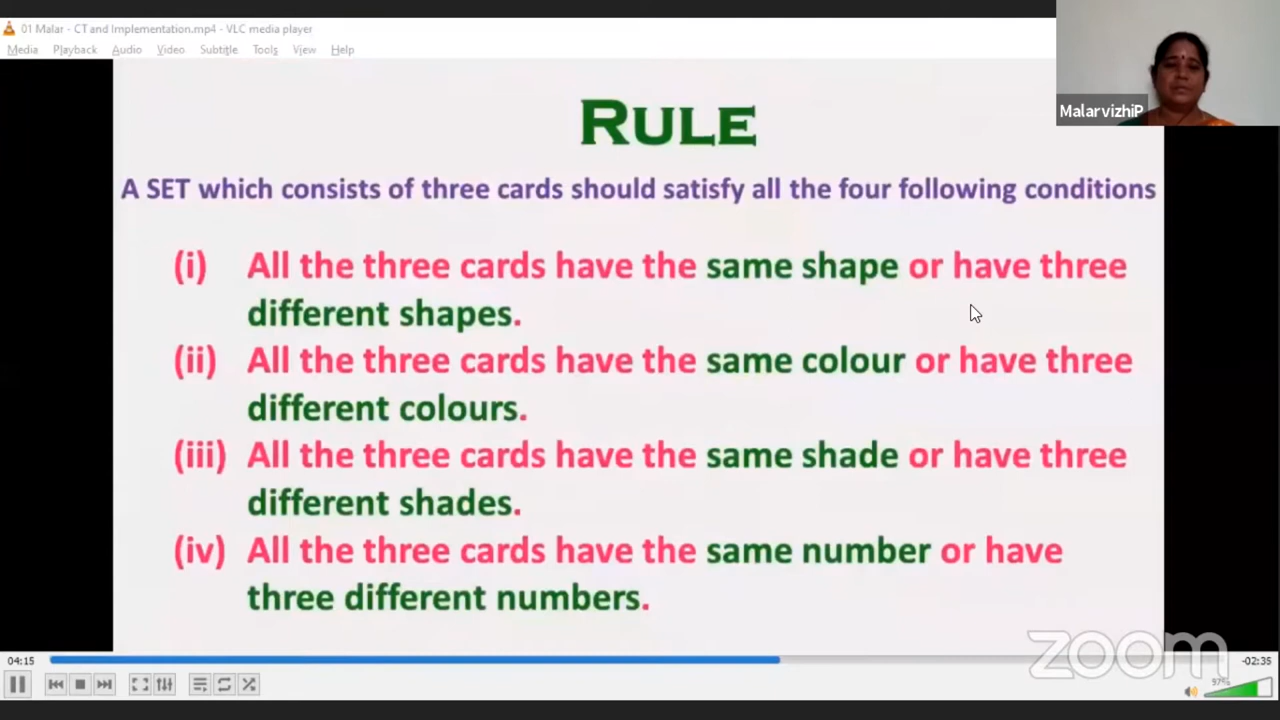 01 Malar - CT and Implementation.mp4 - VLC media player
Media Playback Audio Video Subtitle Tools View Help
MalarvizhiP
RULE
A SET which consists of three cards should satisfy all the four following conditions
(i) All the three cards have the same shape or have three
different shapes.
(ii) All the three cards have the same colour or have three
different colours.
(iii) All the three cards have the same shade or have three
different shades.
(iv) All the three cards have the same number or have
three different numbers.
zoom
04:15
-02:35
97%